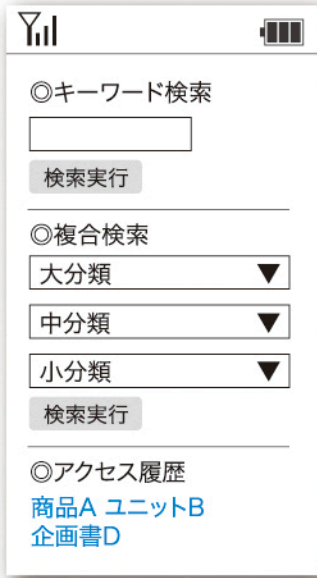 ◎キーワード検索
検索実行
◎複合検索
大分類 ▼
中分類 ▼
小分類 ▼
検索実行
◎アクセス履歴
商品A ユニットB
企画書D